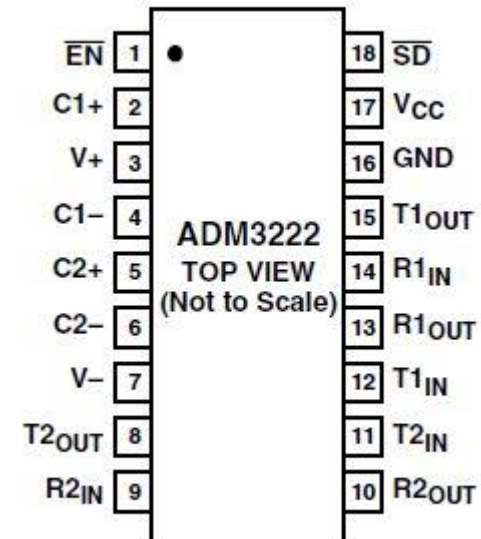 EN 1 18 SD
C1+ 2 17 VCC
V+ 3 16 GND
C1– 4 15 T1OUT
ADM3222
C2+ 5 TOP VIEW 14 R1IN
(Not to Scale)
C2– 6 13 R1OUT
V– 7 12 T1IN
T2OUT 8 11 T2IN
R2IN 9 10 R2OUT